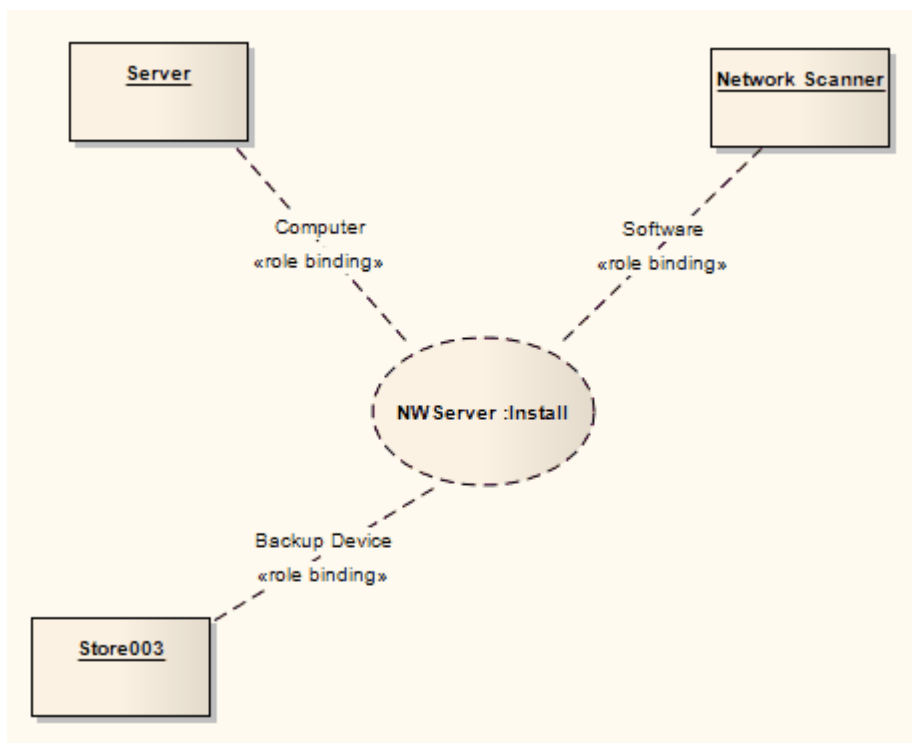 Server
Network Scanner
Computer
«role binding»
Software
«role binding»
NWServer :Install
Backup Device
«role binding»
Store003